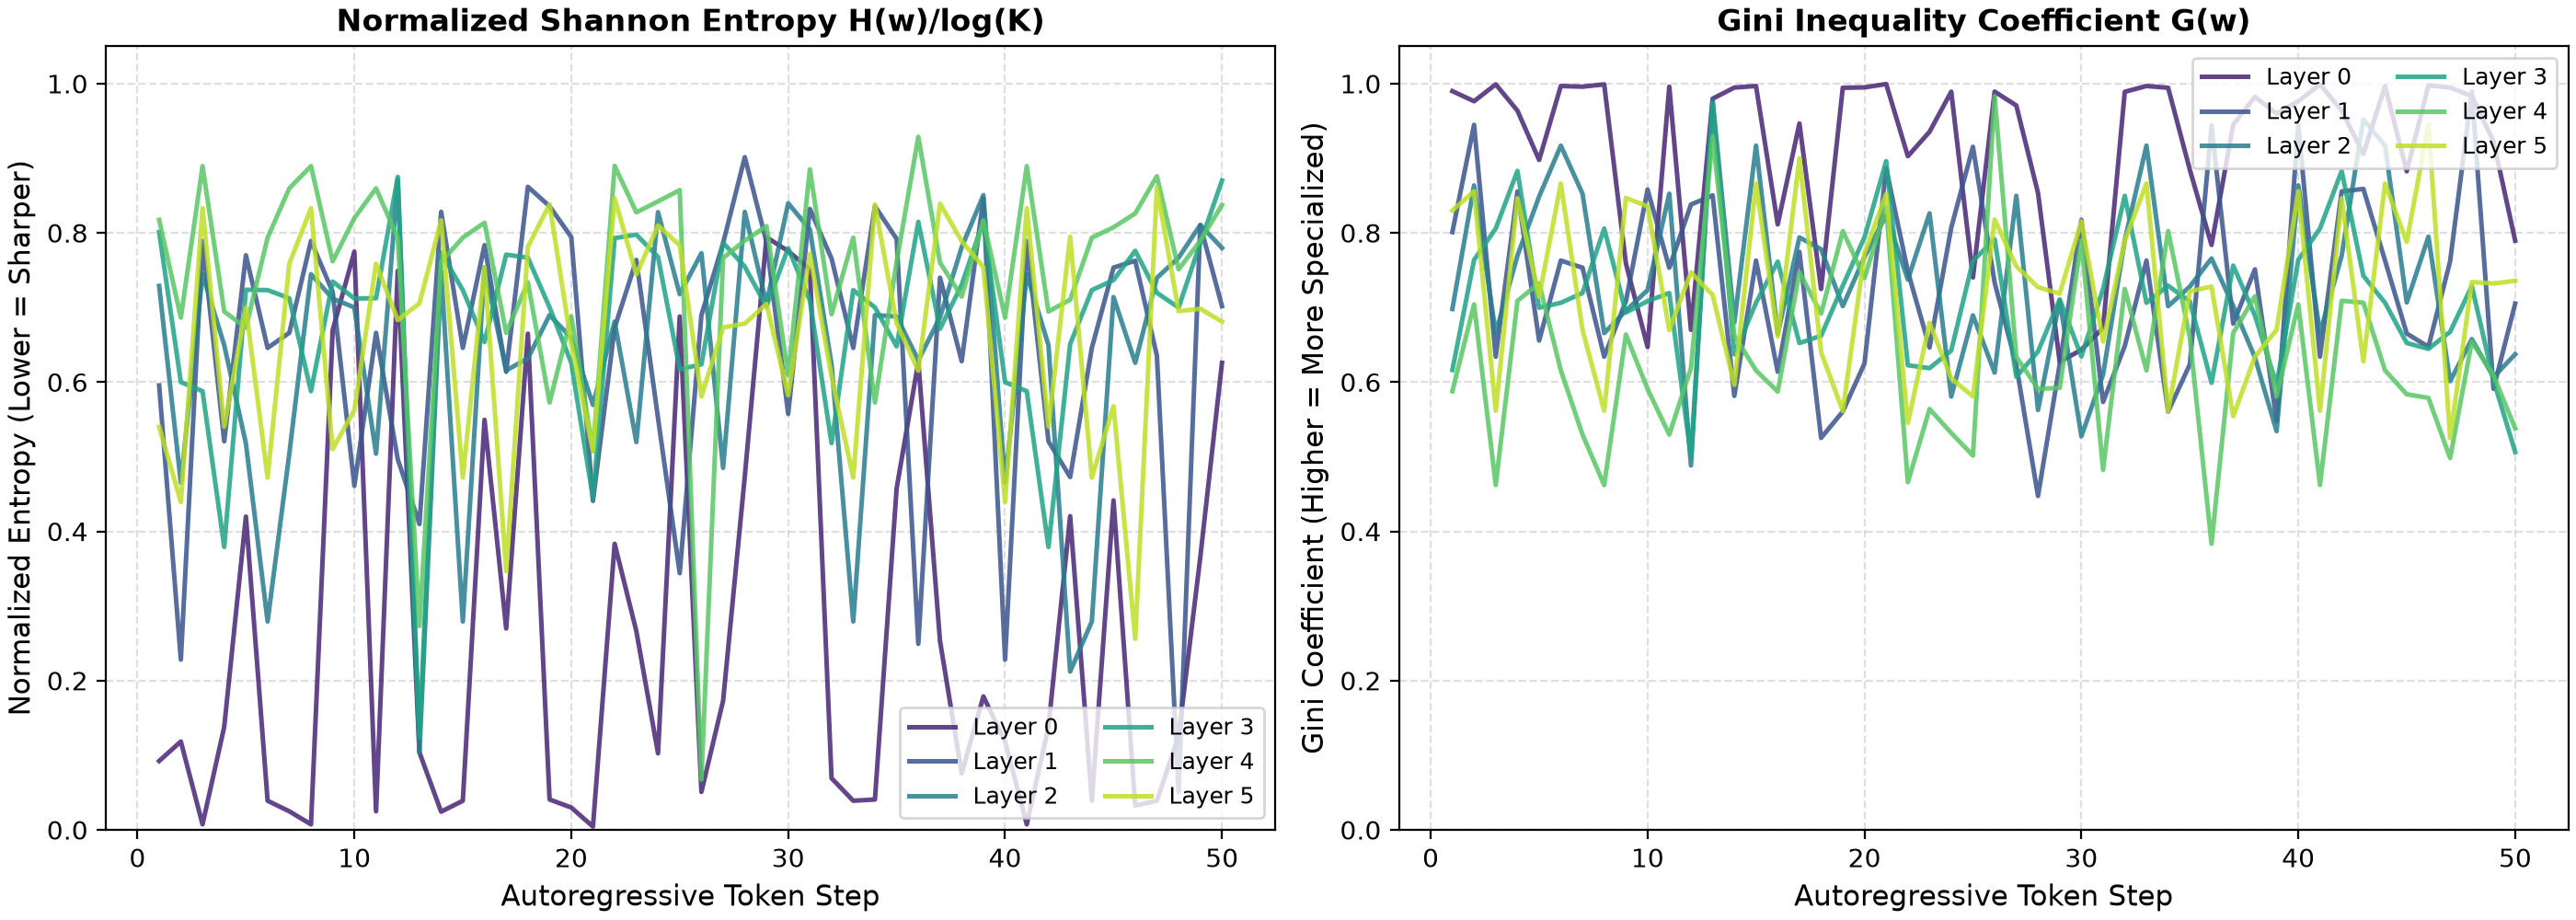 Normalized Shannon Entropy H(w)/log(K)
Normalized Entropy (Lower = Sharper)
1.0
0.8
0.6
0.4
0.2
0.0
0 10 20 30 40 50
Autoregressive Token Step
Layer 0 Layer 3
Layer 1 Layer 4
Layer 2 Layer 5
Gini Inequality Coefficient G(w)
Gini Coefficient (Higher = More Specialized)
1.0
0.8
0.6
0.4
0.2
0.0
0 10 20 30 40 50
Autoregressive Token Step
Layer 0 Layer 3
Layer 1 Layer 4
Layer 2 Layer 5